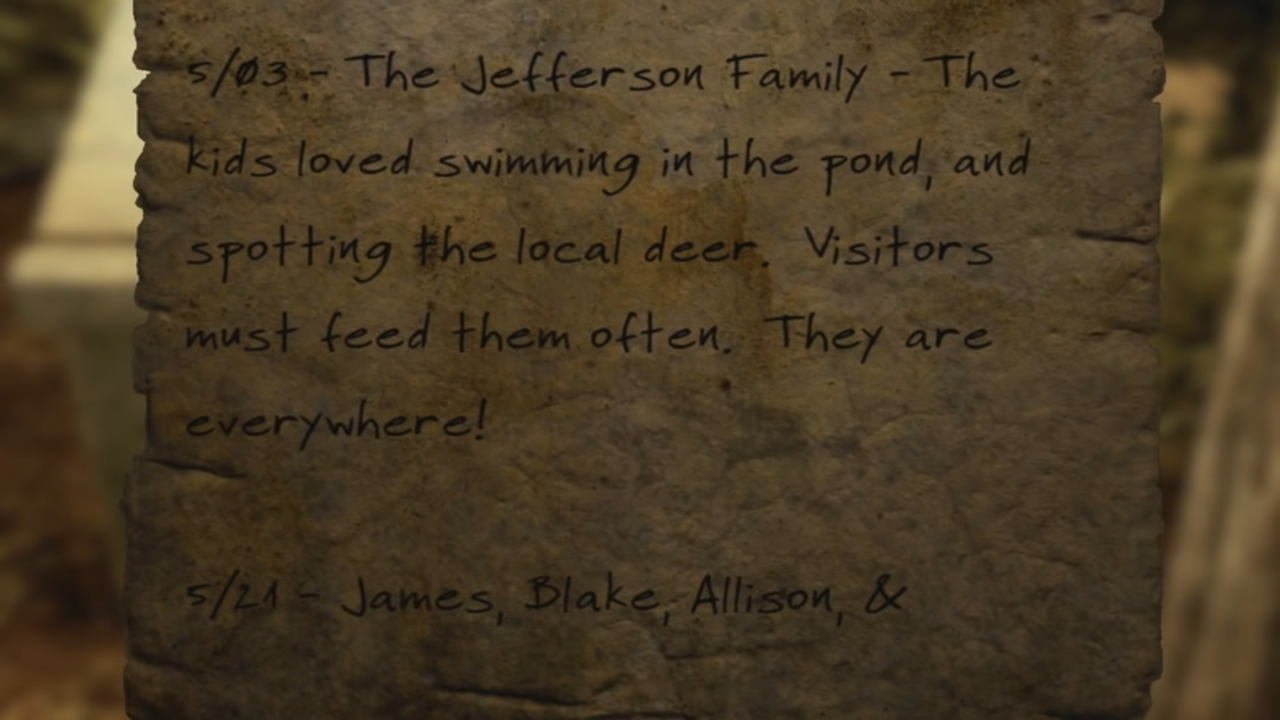 5/03 - The Jefferson Family - The
kids loved swimming in the pond, and
spotting the local deer. Visitors
must feed them often. They are
everywhere!
5/21 - James, Blake, Allison, &